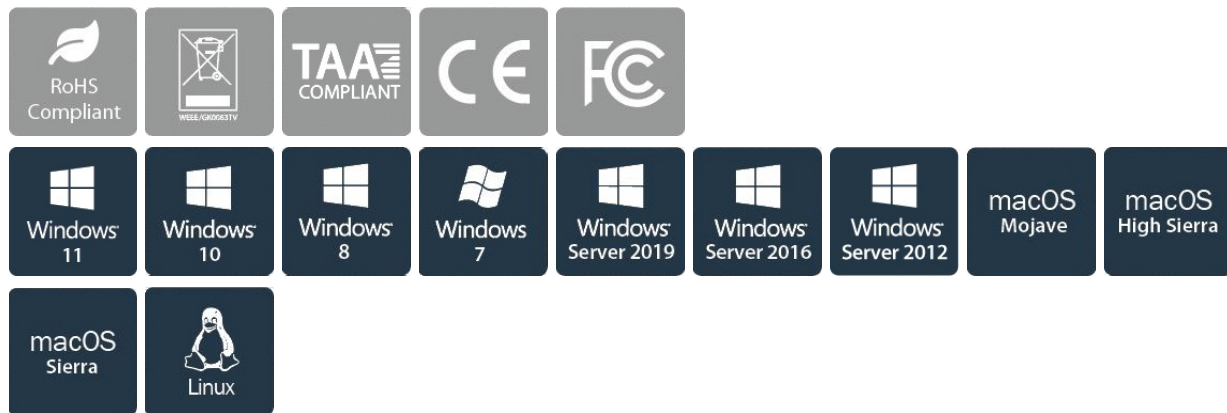 RoHS
Compliant
WEEE/GK0063TV
TAA
COMPLIANT
CE
FC
Windows
11
Windows
10
Windows
8
Windows
7
Windows
Server 2019
Windows
Server 2016
Windows
Server 2012
macOS
Mojave
macOS
High Sierra
macOS
Sierra
Linux